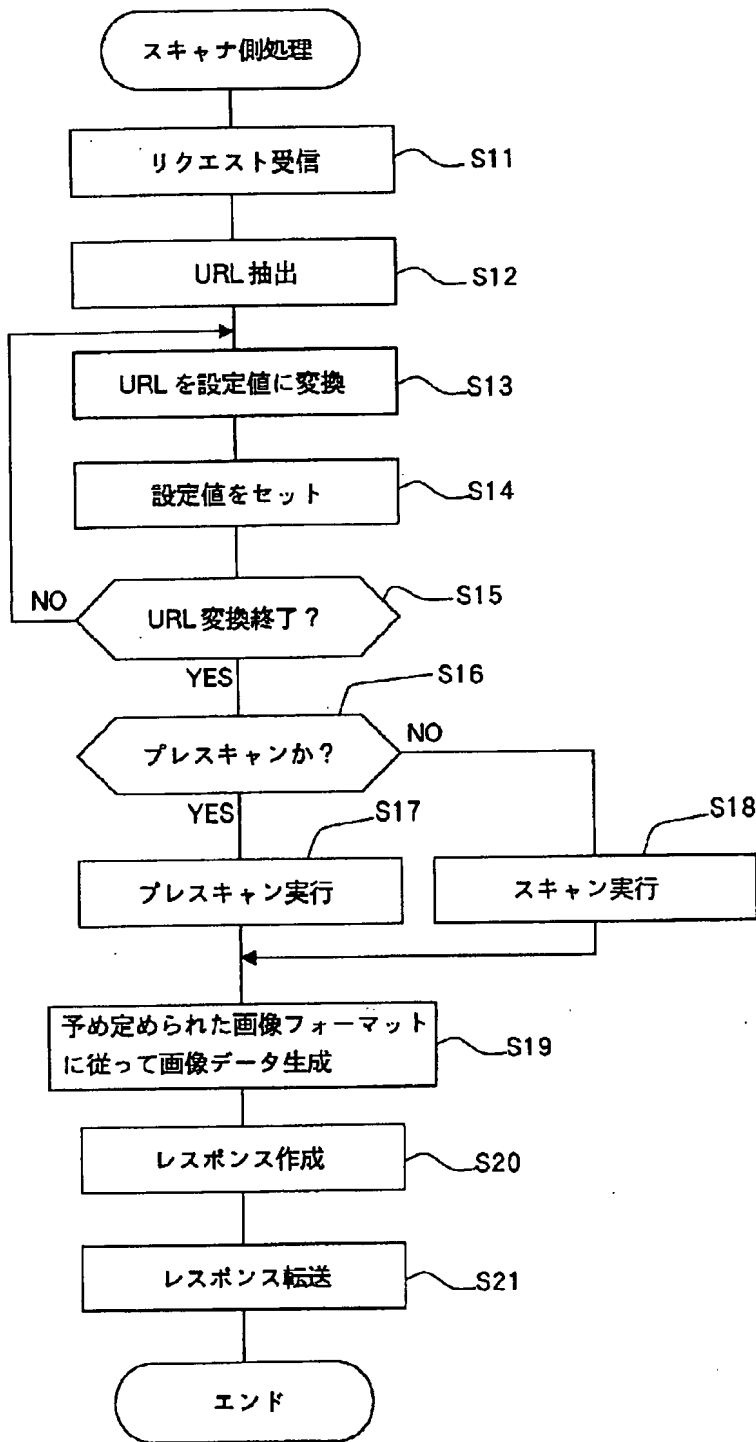 スキャナ側処理
リクエスト受信
S11
URL抽出
S12
URLを設定値に変換
S13
設定値をセット
S14
NO
URL変換終了？
S15
YES
S16
プレスキャンか？
NO
YES
S17
S18
プレスキャン実行
スキャン実行
予め定められた画像フォーマット
に従って画像データ生成
S19
レスポンス作成
S20
レスポンス転送
S21
エンド